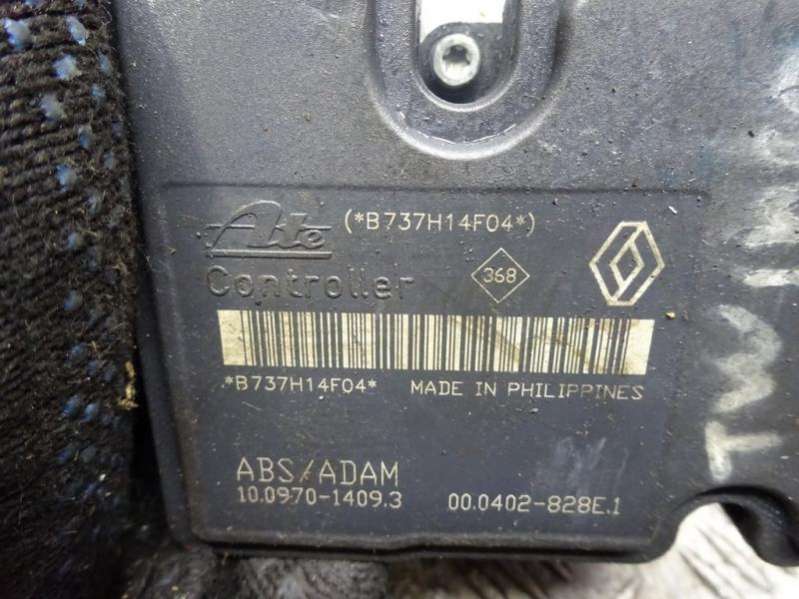 Ate (*B737H14F04*)
Controller 368
*B737H14F04* MADE IN PHILIPPINES
ABS/ADAM
10.0970-1409.3 00.0402-828E.1